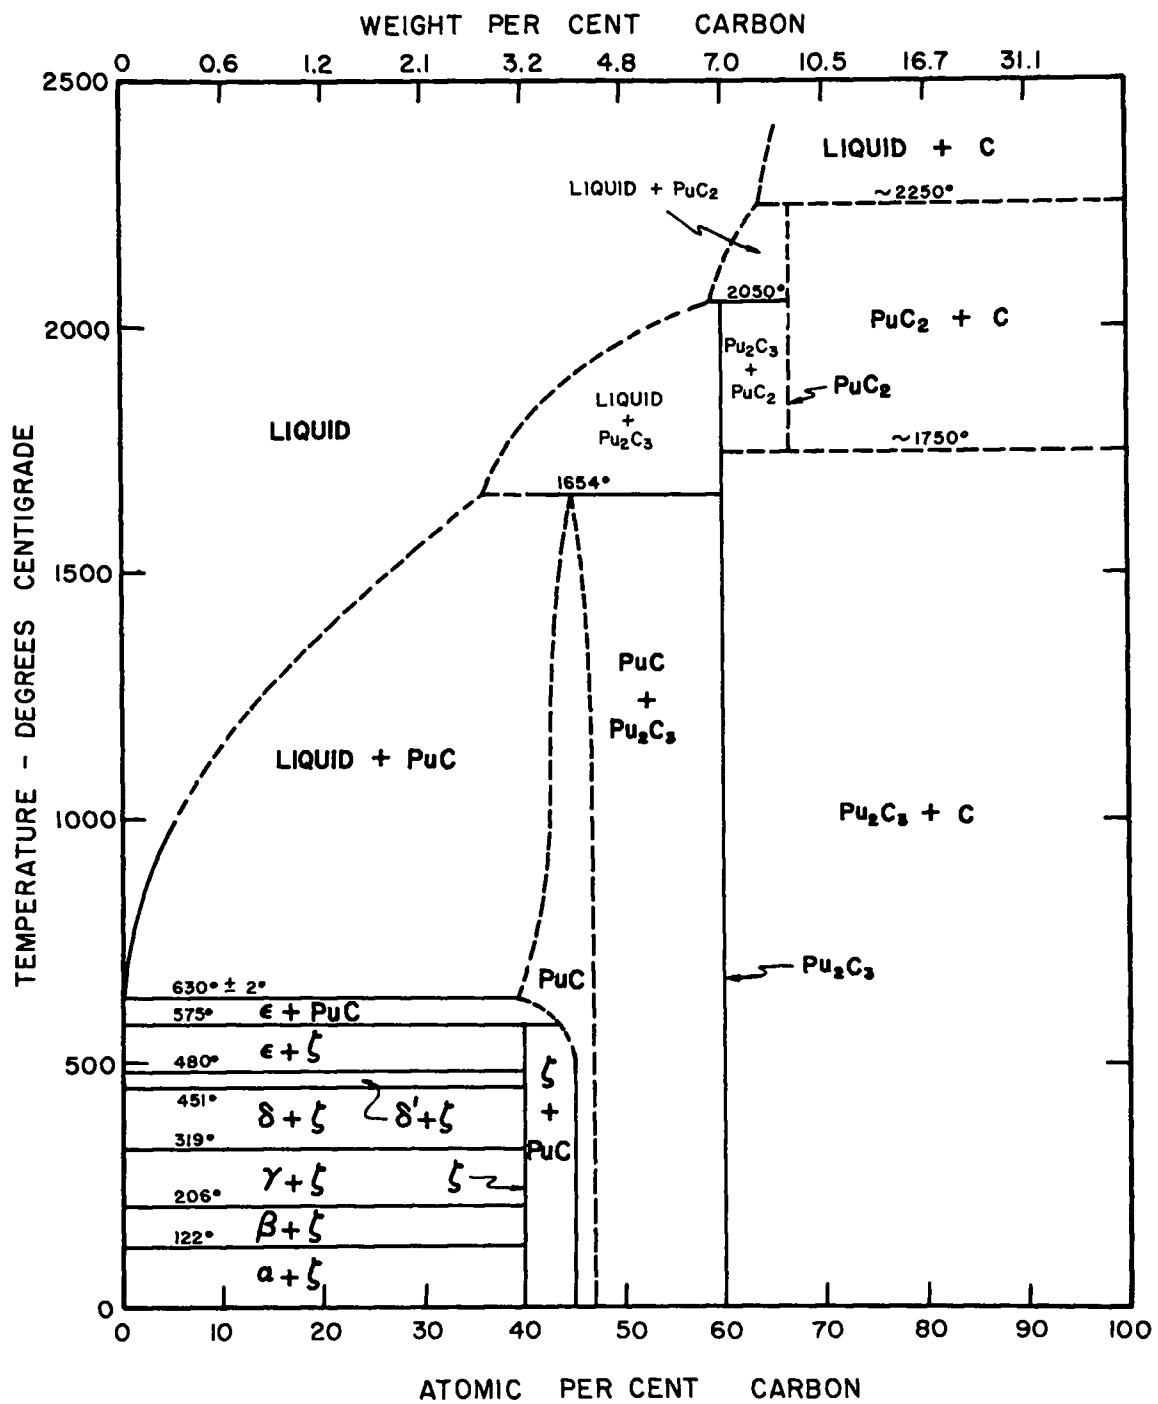 WEIGHT PER CENT CARBON
0 0.6 1.2 2.1 3.2 4.8 7.0 10.5 16.7 31.1
2500
LIQUID + C
~2250°
LIQUID + PuC₂
2050°
2000
PuC₂ + C
Pu₂C₃
+
PuC₂
PuC₂
LIQUID
LIQUID
+
Pu₂C₃
~1750°
1654°
1500
PuC
+
Pu₂C₃
LIQUID + PuC
1000
Pu₂C₃ + C
PuC
Pu₂C₃
630° ± 2°
575°
ϵ + PuC
ϵ + ζ
500
480°
ζ
+
PuC
451°
δ + ζ
δ' + ζ
319°
γ + ζ
ζ
206°
β + ζ
122°
α + ζ
0
0 10 20 30 40 50 60 70 80 90 100
ATOMIC PER CENT CARBON
TEMPERATURE - DEGREES CENTIGRADE